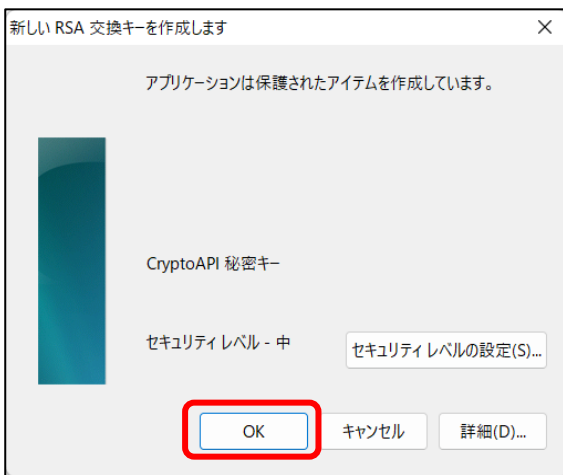 新しい RSA 交換キーを作成します
アプリケーションは保護されたアイテムを作成しています。
CryptoAPI 秘密キー
セキュリティ レベル - 中
セキュリティ レベルの設定(S)...
OK
キャンセル
詳細(D)...